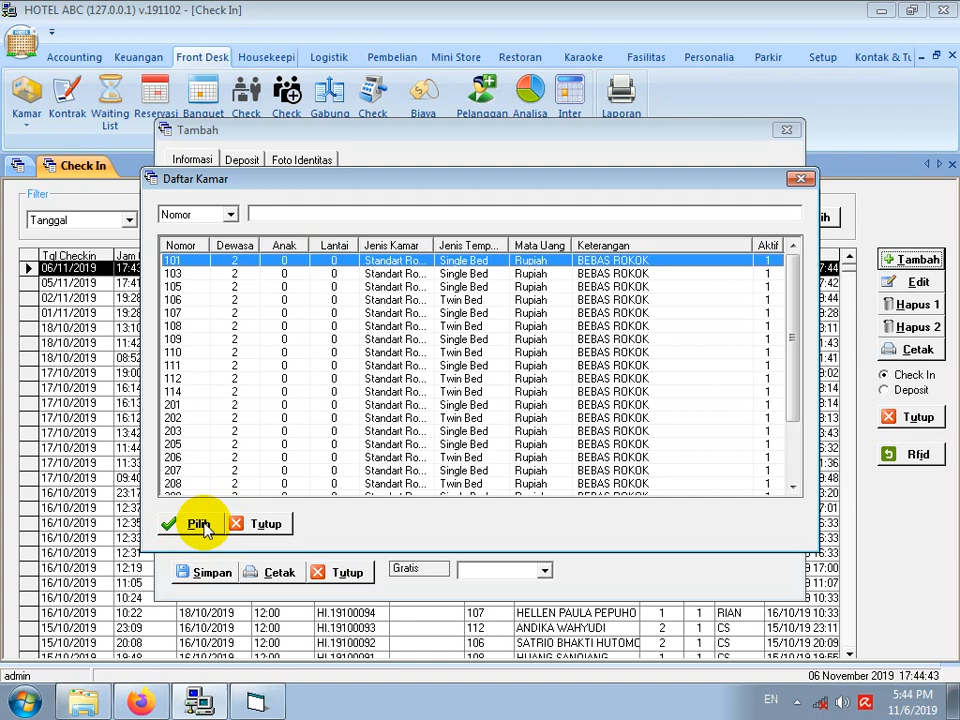 HOTEL ABC (127.0.0.1) v.191102 - [Check In]
Accounting Keuangan Front Desk Housekeepi Logistik Pembelian Mini Store Restoran Karaoke Fasilitas Personalia Parkir Setup Kontak & Tu
Kamar Kontrak Waiting List Reservasi Banquet Check Check Gabung Check Biaya Pelanggan Analisa Inter Laporan
Tambah
Informasi Deposit Foto Identitas
Check In
Daftar Kamar
Filter
Tanggal
Nomor
ih
Nomor Dewasa Anak Lantai Jenis Kamar Jenis Temp... Mata Uang Keterangan Aktif
101 2 0 0 Standart Ro... Single Bed Rupiah BEBAS ROKOK 1
103 2 0 0 Standart Ro... Single Bed Rupiah BEBAS ROKOK 1
105 2 0 0 Standart Ro... Single Bed Rupiah BEBAS ROKOK 1
106 2 0 0 Standart Ro... Twin Bed Rupiah BEBAS ROKOK 1
107 2 0 0 Standart Ro... Single Bed Rupiah BEBAS ROKOK 1
108 2 0 0 Standart Ro... Twin Bed Rupiah BEBAS ROKOK 1
109 2 0 0 Standart Ro... Single Bed Rupiah BEBAS ROKOK 1
110 2 0 0 Standart Ro... Twin Bed Rupiah BEBAS ROKOK 1
111 2 0 0 Standart Ro... Single Bed Rupiah BEBAS ROKOK 1
112 2 0 0 Standart Ro... Twin Bed Rupiah BEBAS ROKOK 1
114 2 0 0 Standart Ro... Twin Bed Rupiah BEBAS ROKOK 1
201 2 0 0 Standart Ro... Single Bed Rupiah BEBAS ROKOK 1
202 2 0 0 Standart Ro... Twin Bed Rupiah BEBAS ROKOK 1
203 2 0 0 Standart Ro... Single Bed Rupiah BEBAS ROKOK 1
205 2 0 0 Standart Ro... Single Bed Rupiah BEBAS ROKOK 1
206 2 0 0 Standart Ro... Twin Bed Rupiah BEBAS ROKOK 1
207 2 0 0 Standart Ro... Single Bed Rupiah BEBAS ROKOK 1
208 2 0 0 Standart Ro... Twin Bed Rupiah BEBAS ROKOK 1
Pilih Tutup
Simpan Cetak Tutup Gratis
Tgl Checkin Jam
06/11/2019 17:43
05/11/2019 17:41
02/11/2019 19:28
01/11/2019 19:28
18/10/2019 13:10
18/10/2019 11:42
18/10/2019 08:52
17/10/2019 19:00
17/10/2019 16:14
17/10/2019 16:12
17/10/2019 13:42
17/10/2019 11:44
17/10/2019 11:33
17/10/2019 09:40
16/10/2019 23:17
16/10/2019 12:37
16/10/2019 12:35
16/10/2019 12:34
16/10/2019 12:32
16/10/2019 12:19
16/10/2019 11:05
16/10/2019 10:24
16/10/2019 10:22 18/10/2019 12:00 HI.19100094 107 HELLEN PAULA PEPUHO 1 1 RIAN 16/10/19 10:33
15/10/2019 23:08 16/10/2019 12:00 HI.19100093 112 ANDIKA WAHYUDI 2 1 CS 15/10/19 23:11
15/10/2019 20:08 16/10/2019 12:00 HI.19100092 106 SATRIO BHAKTI HUTOMO 2 1 CS
Tambah
Edit
Hapus 1
Hapus 2
Cetak
Check In
Deposit
Tutup
Rfid
admin 06 November 2019 17:44:43
EN
5:44 PM
11/6/2019